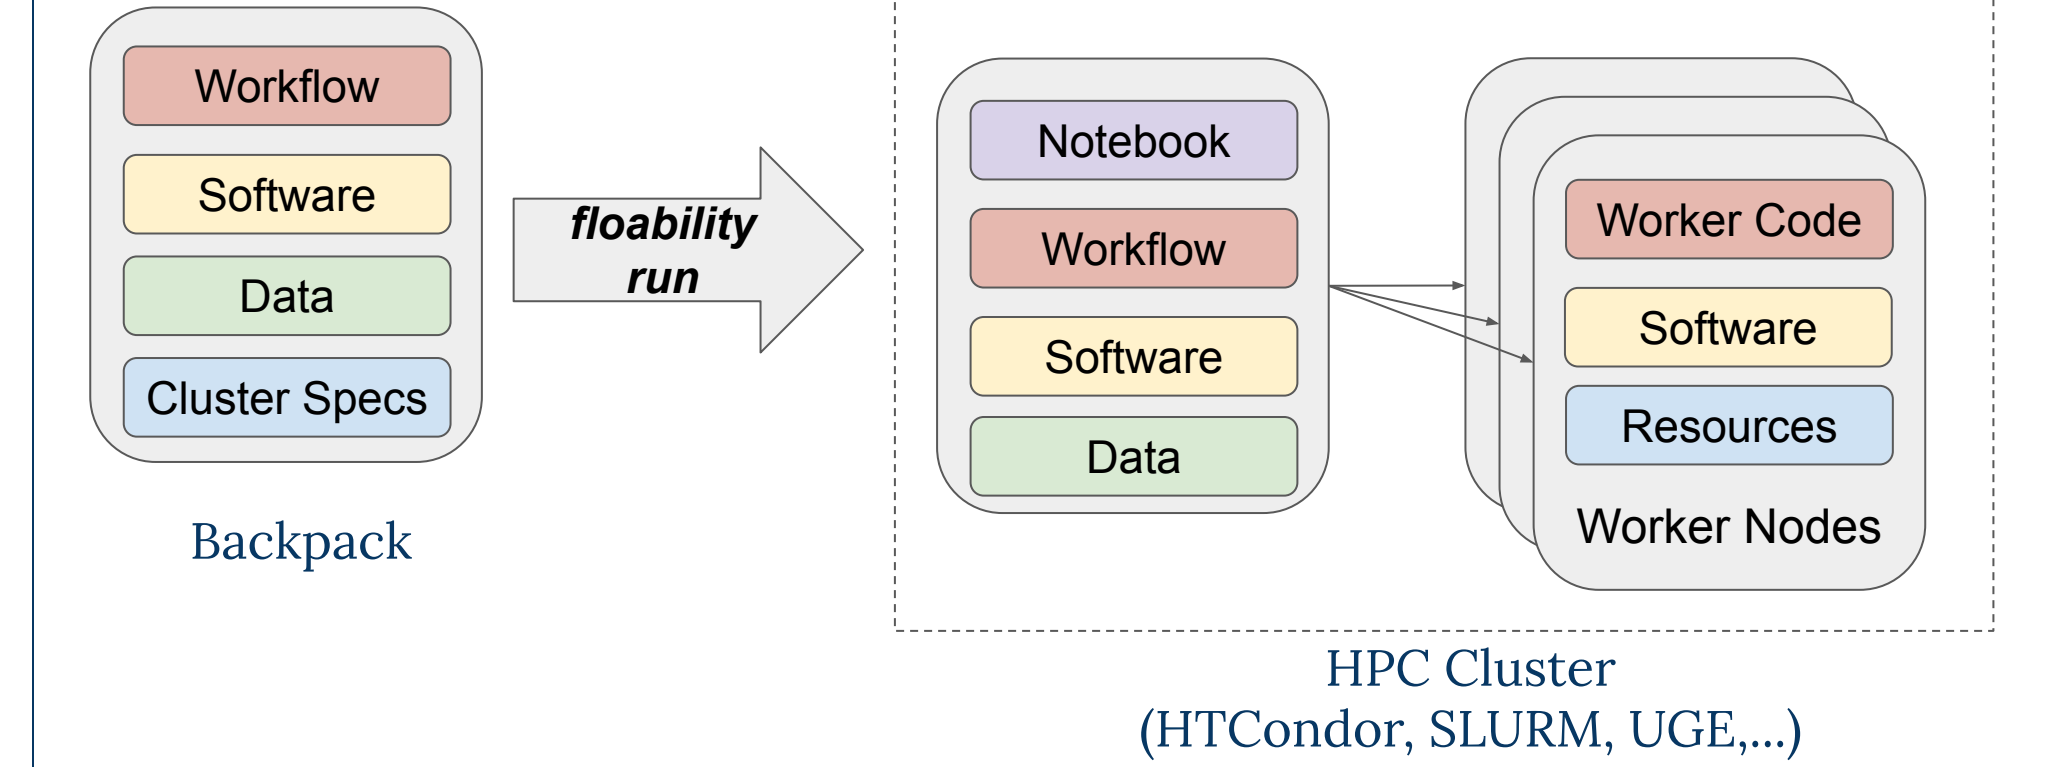 Workflow
Software
Data
Cluster Specs
Backpack
floability
run
Notebook
Workflow
Software
Data
Worker Code
Software
Resources
Worker Nodes
HPC Cluster
(HTCondor, SLURM, UGE,...)